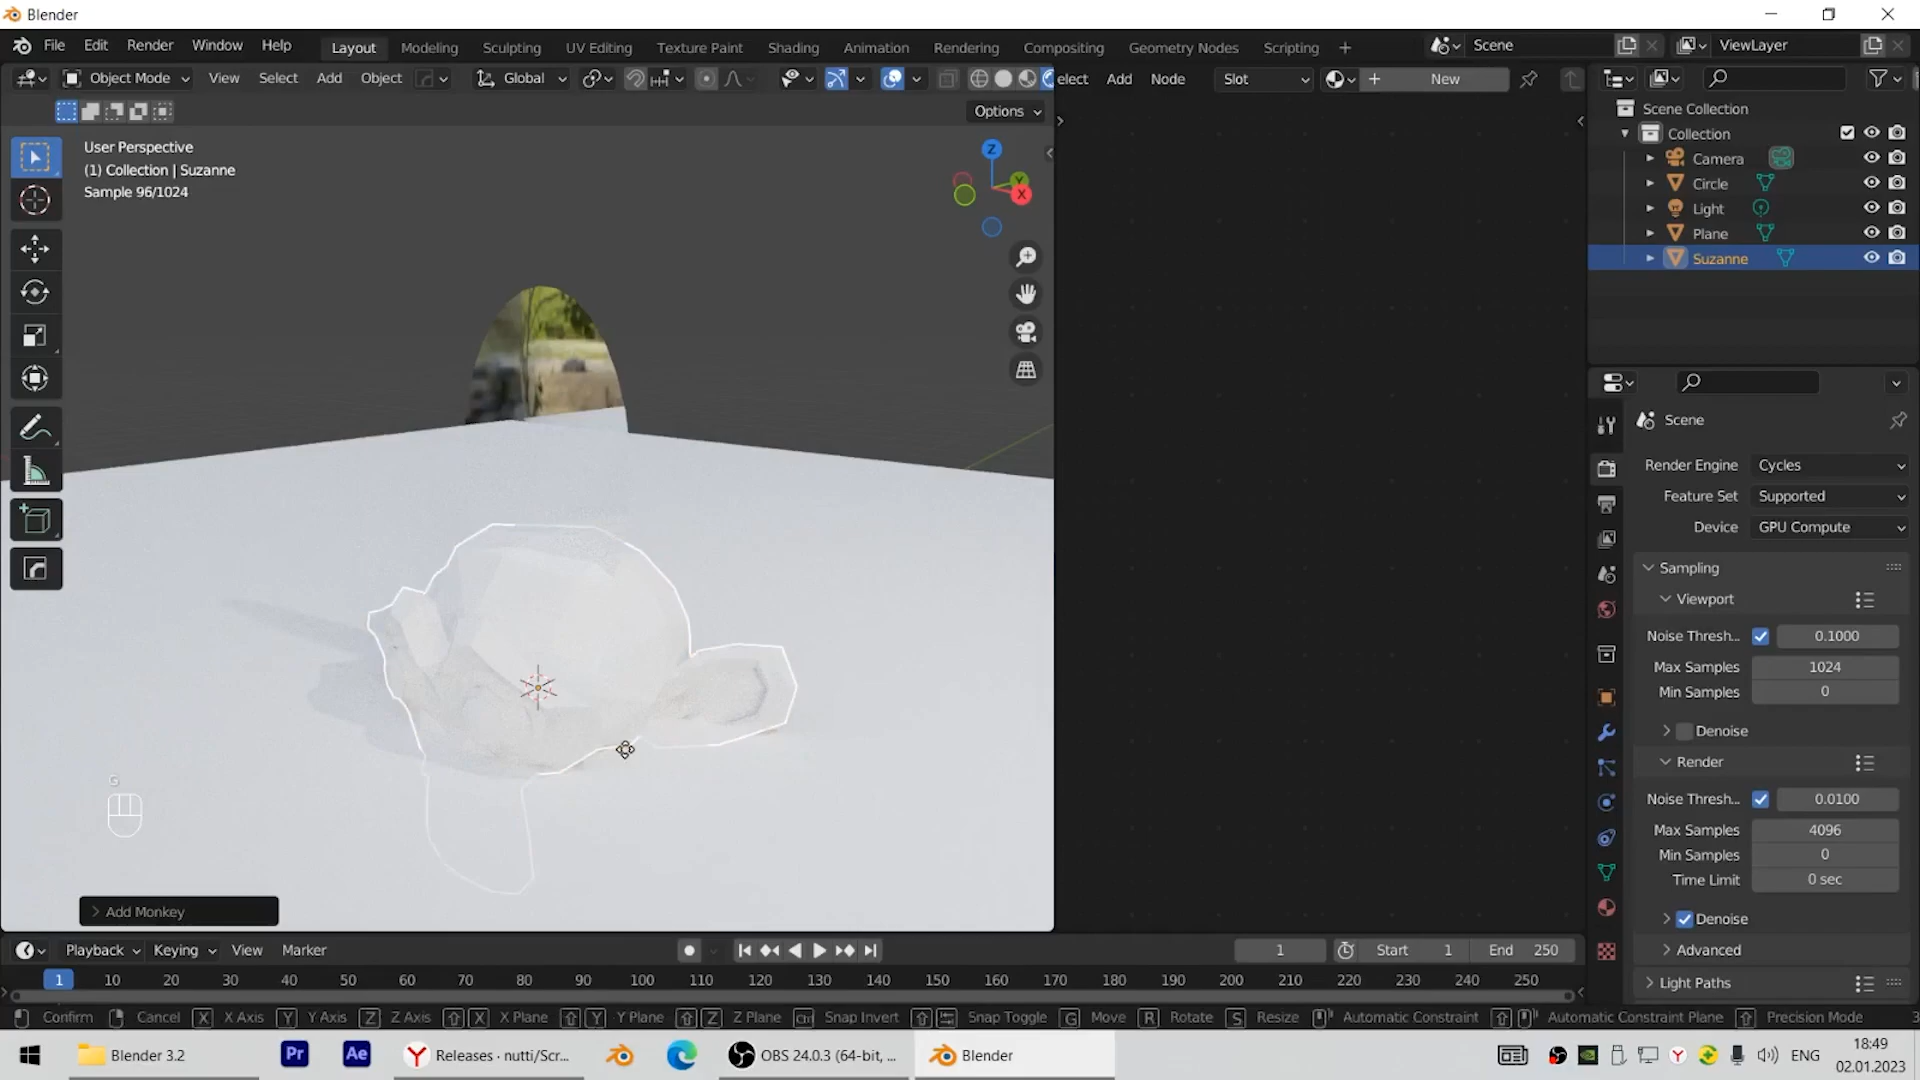 Blender
File Edit Render Window Help
Layout Modeling Sculpting UV Editing Texture Paint Shading Animation Rendering Compositing Geometry Nodes Scripting +
Scene
ViewLayer
Object Mode View Select Add Object Global
elect Add Node Slot New
Options
User Perspective
(1) Collection | Suzanne
Sample 96/1024
Z
Y
X
Scene Collection
Collection
Camera
Circle
Light
Plane
Suzanne
Scene
Render Engine Cycles
Feature Set Supported
Device GPU Compute
Sampling
Viewport
Noise Thresh... 0.1000
Max Samples 1024
Min Samples 0
Denoise
Render
Noise Thresh... 0.0100
Max Samples 4096
Min Samples 0
Time Limit 0 sec
Denoise
Advanced
Light Paths
G
Add Monkey
Playback Keying View Marker
1 Start 1 End 250
1 10 20 30 40 50 60 70 80 90 100 110 120 130 140 150 160 170 180 190 200 210 220 230 240 250
Confirm Cancel X X Axis Y Y Axis Z Z Axis X X Plane Y Y Plane Z Z Plane Ctrl Snap Invert Snap Toggle G Move R Rotate S Resize Automatic Constraint Automatic Constraint Plane Precision Mode
Blender 3.2 Pr Ae Releases · nutti/Scr... OBS 24.0.3 (64-bit, ... Blender
ENG
18:49
02.01.2023